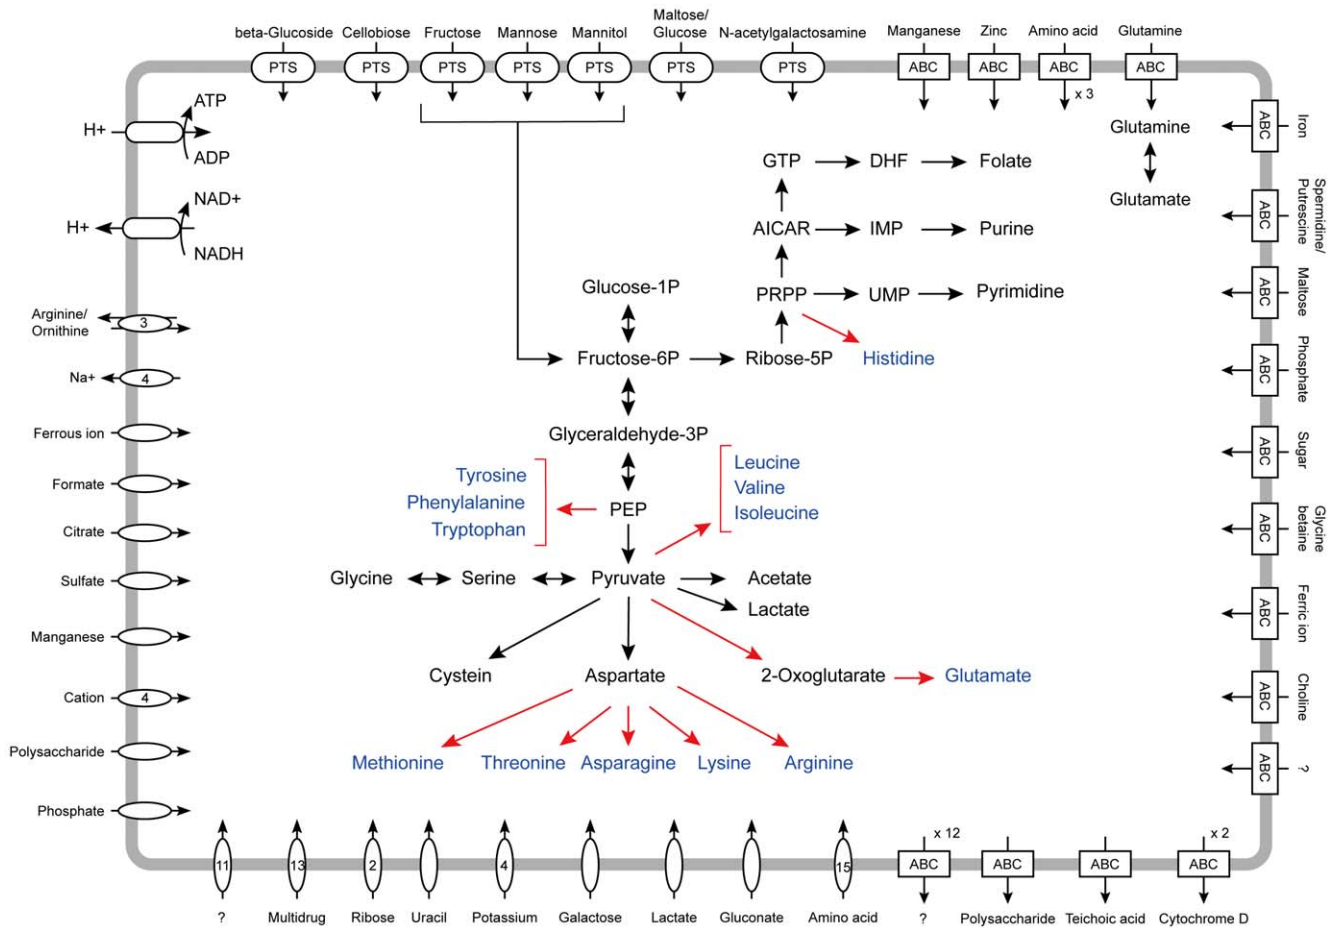 beta-Glucoside
Cellobiose
Fructose
Mannose
Mannitol
Maltose/
Glucose
N-acetylgalactosamine
Manganese
Zinc
Amino acid
Glutamine
PTS
PTS
PTS
PTS
PTS
PTS
PTS
ABC
ABC
ABC
ABC
x 3
ATP
H+
ADP
NAD+
H+
NADH
Arginine/
Ornithine
3
Na+
4
Ferrous ion
Formate
Citrate
Sulfate
Manganese
Cation
4
Polysaccharide
Phosphate
Glutamine
Glutamate
GTP
DHF
Folate
AICAR
IMP
Purine
PRPP
UMP
Pyrimidine
Glucose-1P
Fructose-6P
Ribose-5P
Histidine
Glyceraldehyde-3P
Tyrosine
Phenylalanine
Tryptophan
PEP
Leucine
Valine
Isoleucine
Glycine
Serine
Pyruvate
Acetate
Lactate
Cystein
Aspartate
2-Oxoglutarate
Glutamate
Methionine
Threonine
Asparagine
Lysine
Arginine
ABC
Iron
ABC
Spermidine/
Putrescine
ABC
Maltose
ABC
Phosphate
ABC
Sugar
ABC
Glycine
betaine
ABC
Ferric ion
ABC
Choline
ABC
?
11
13
2
4
15
ABC
x 12
ABC
ABC
ABC
x 2
?
Multidrug
Ribose
Uracil
Potassium
Galactose
Lactate
Gluconate
Amino acid
?
Polysaccharide
Teichoic acid
Cytochrome D